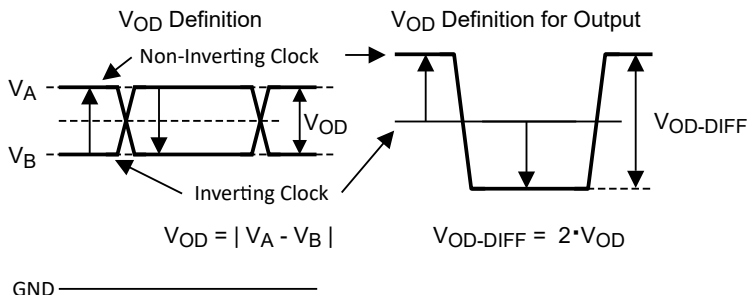 VOD Definition
VOD Definition for Output
Non-Inverting Clock
VA
VOD
VB
VOD-DIFF
Inverting Clock
VOD = | VA - VB |
VOD-DIFF = 2·VOD
GND